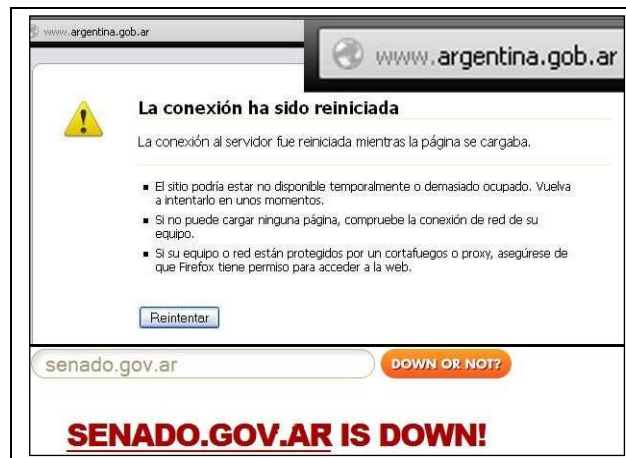 www.argentina.gob.ar
www.argentina.gob.ar
La conexión ha sido reiniciada
La conexión al servidor fue reiniciada mientras la página se cargaba.
El sitio podría estar no disponible temporalmente o demasiado ocupado. Vuelva
a intentarlo en unos momentos.
Si no puede cargar ninguna página, compruebe la conexión de red de su
equipo.
Si su equipo o red están protegidos por un cortafuegos o proxy, asegúrese de
que Firefox tiene permiso para acceder a la web.
Reintentar
senado.gov.ar
DOWN OR NOT?
SENADO.GOV.AR IS DOWN!